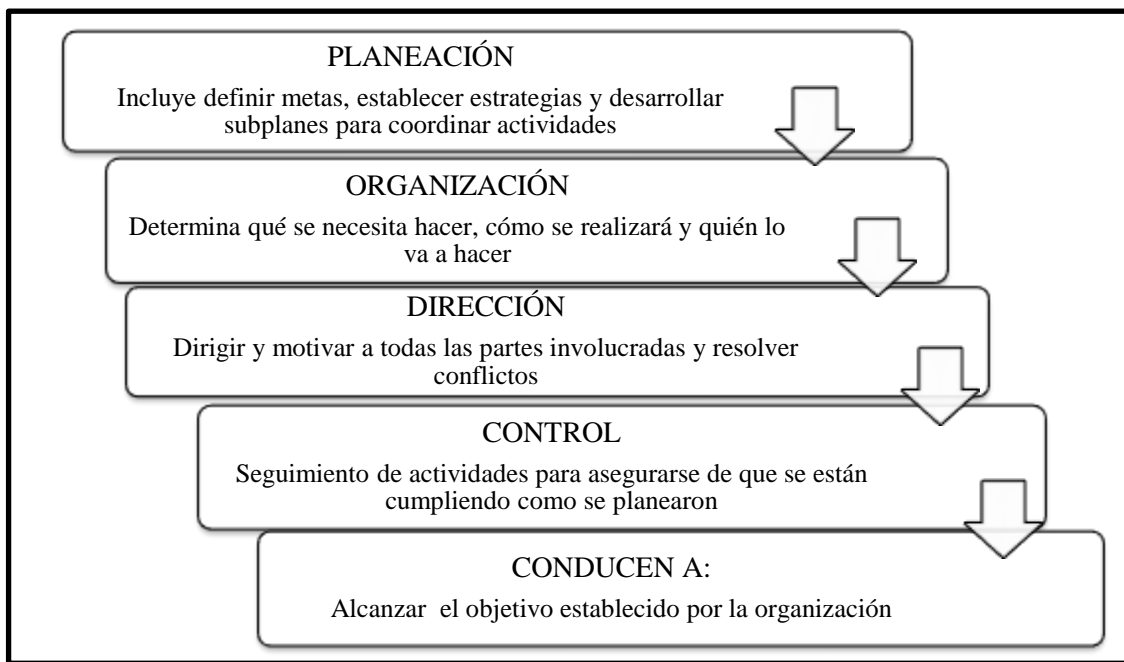 PLANEACIÓN
Incluye definir metas, establecer estrategias y desarrollar
subplanes para coordinar actividades
ORGANIZACIÓN
Determina qué se necesita hacer, cómo se realizará y quién lo
va a hacer
DIRECCIÓN
Dirigir y motivar a todas las partes involucradas y resolver
conflictos
CONTROL
Seguimiento de actividades para asegurarse de que se están
cumpliendo como se planearon
CONDUCEN A:
Alcanzar el objetivo establecido por la organización